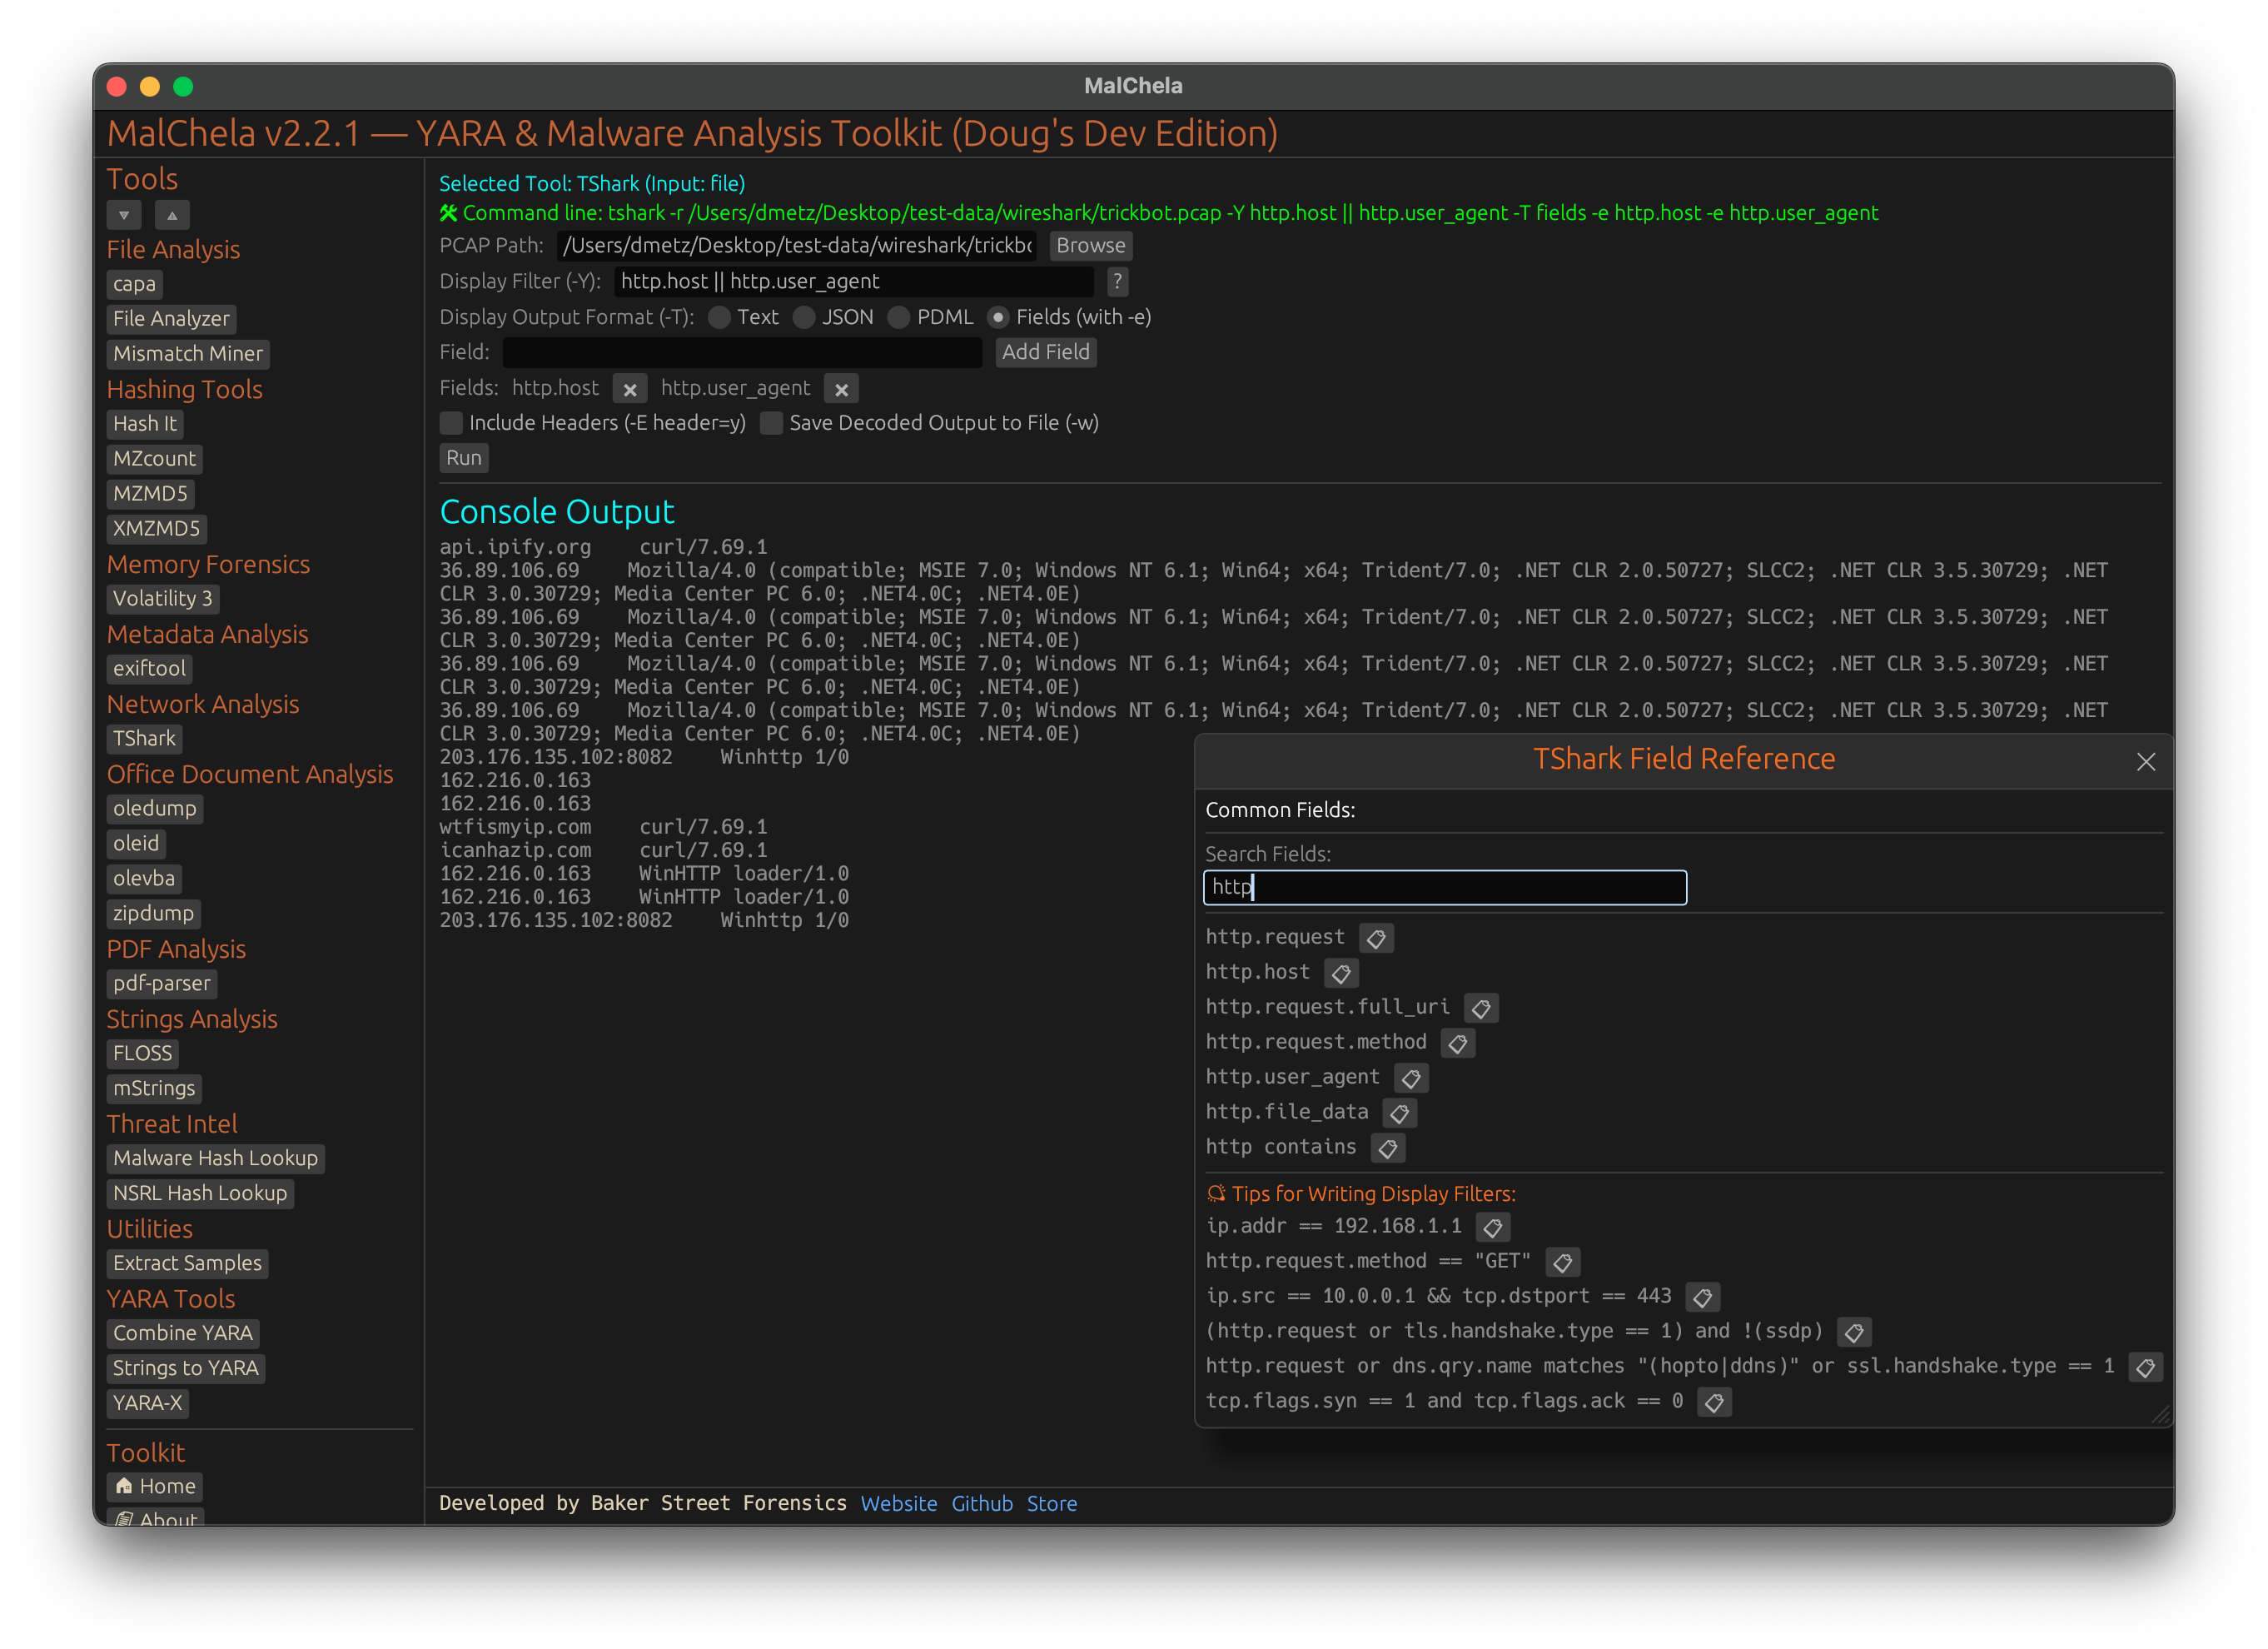 MalChela
MalChela v2.2.1 — YARA & Malware Analysis Toolkit (Doug's Dev Edition)
Tools
File Analysis
capa
File Analyzer
Mismatch Miner
Hashing Tools
Hash It
MZcount
MZMD5
XMZMD5
Memory Forensics
Volatility 3
Metadata Analysis
exiftool
Network Analysis
TShark
Office Document Analysis
oledump
oleid
olevba
zipdump
PDF Analysis
pdf-parser
Strings Analysis
FLOSS
mStrings
Threat Intel
Malware Hash Lookup
NSRL Hash Lookup
Utilities
Extract Samples
YARA Tools
Combine YARA
Strings to YARA
YARA-X
Toolkit
Home
About
Selected Tool: TShark (Input: file)
Command line: tshark -r /Users/dmetz/Desktop/test-data/wireshark/trickbot.pcap -Y http.host || http.user_agent -T fields -e http.host -e http.user_agent
PCAP Path: /Users/dmetz/Desktop/test-data/wireshark/trickbo Browse
Display Filter (-Y): http.host || http.user_agent ?
Display Output Format (-T): Text JSON PDML Fields (with -e)
Field: Add Field
Fields: http.host x http.user_agent x
Include Headers (-E header=y) Save Decoded Output to File (-w)
Run
Console Output
api.ipify.org curl/7.69.1
36.89.106.69 Mozilla/4.0 (compatible; MSIE 7.0; Windows NT 6.1; Win64; x64; Trident/7.0; .NET CLR 2.0.50727; SLCC2; .NET CLR 3.5.30729; .NET
CLR 3.0.30729; Media Center PC 6.0; .NET4.0C; .NET4.0E)
36.89.106.69 Mozilla/4.0 (compatible; MSIE 7.0; Windows NT 6.1; Win64; x64; Trident/7.0; .NET CLR 2.0.50727; SLCC2; .NET CLR 3.5.30729; .NET
CLR 3.0.30729; Media Center PC 6.0; .NET4.0C; .NET4.0E)
36.89.106.69 Mozilla/4.0 (compatible; MSIE 7.0; Windows NT 6.1; Win64; x64; Trident/7.0; .NET CLR 2.0.50727; SLCC2; .NET CLR 3.5.30729; .NET
CLR 3.0.30729; Media Center PC 6.0; .NET4.0C; .NET4.0E)
36.89.106.69 Mozilla/4.0 (compatible; MSIE 7.0; Windows NT 6.1; Win64; x64; Trident/7.0; .NET CLR 2.0.50727; SLCC2; .NET CLR 3.5.30729; .NET
CLR 3.0.30729; Media Center PC 6.0; .NET4.0C; .NET4.0E)
203.176.135.102:8082 Winhttp 1/0
162.216.0.163
162.216.0.163
wtfismyip.com curl/7.69.1
icanhazip.com curl/7.69.1
162.216.0.163 WinHTTP loader/1.0
162.216.0.163 WinHTTP loader/1.0
203.176.135.102:8082 Winhttp 1/0
TShark Field Reference
Common Fields:
Search Fields:
http
http.request
http.host
http.request.full_uri
http.request.method
http.user_agent
http.file_data
http contains
Tips for Writing Display Filters:
ip.addr == 192.168.1.1
http.request.method == "GET"
ip.src == 10.0.0.1 && tcp.dstport == 443
(http.request or tls.handshake.type == 1) and !(ssdp)
http.request or dns.qry.name matches "(hopto|ddns)" or ssl.handshake.type == 1
tcp.flags.syn == 1 and tcp.flags.ack == 0
Developed by Baker Street Forensics Website Github Store